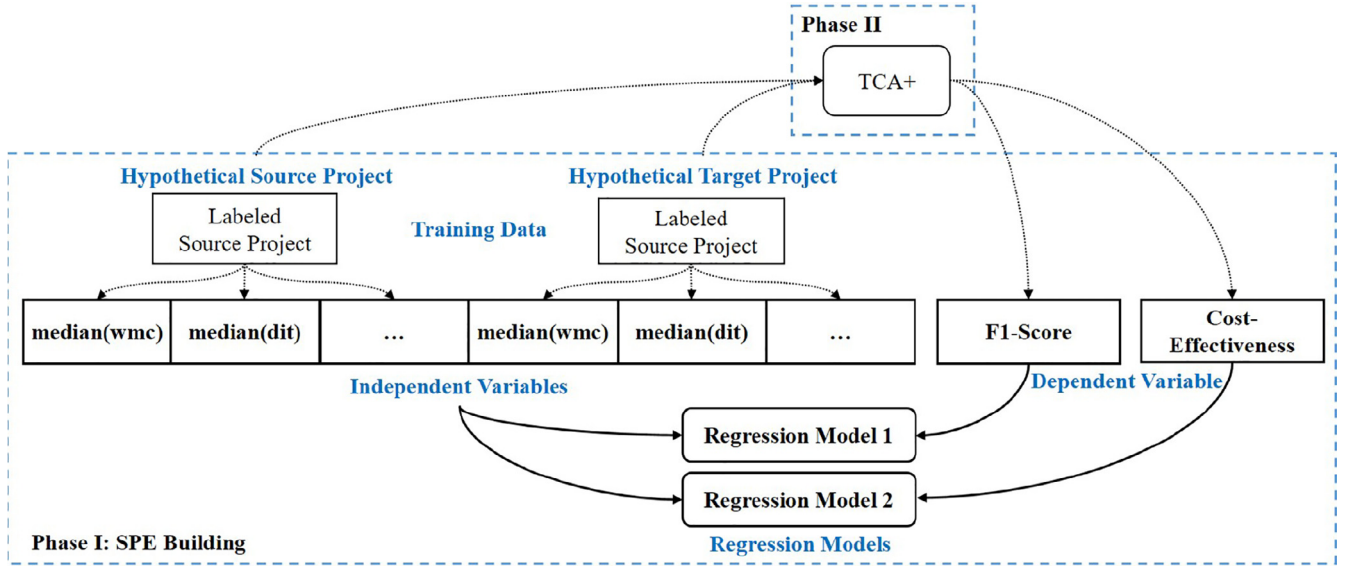 Phase II
TCA+
Hypothetical Source Project
Hypothetical Target Project
Labeled
Source Project
Training Data
Labeled
Source Project
median(wmc)
median(dit)
...
median(wmc)
median(dit)
...
F1-Score
Cost-
Effectiveness
Independent Variables
Dependent Variable
Regression Model 1
Regression Model 2
Regression Models
Phase I: SPE Building